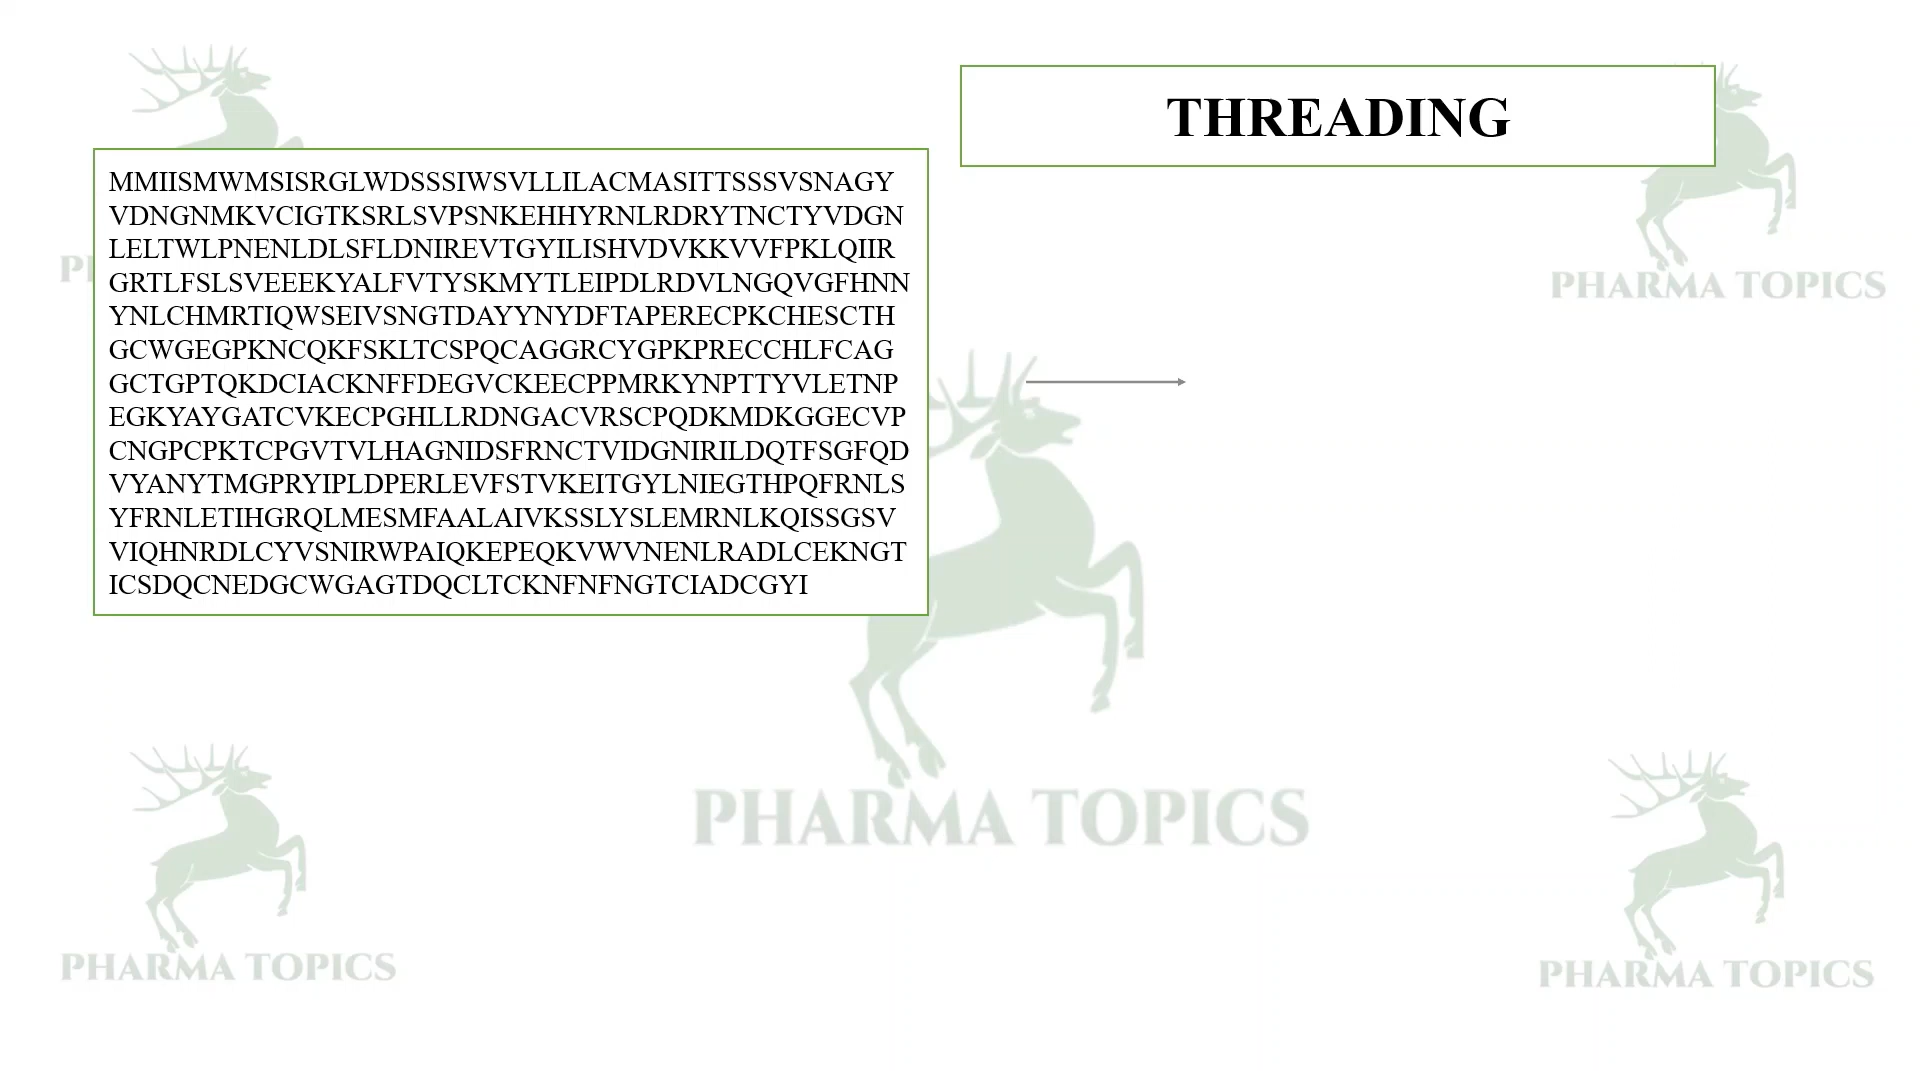 THREADING
MMIISMWMSISRGLWDSSSIWSVLLILACMASITTSSSVSNAGY
VDNGNMKVCIGTKSRLSVPSNKEHHYRNLRDRYTNCTYVDGN
LELTWLPNENLDLSFLDNIREVTGYILISHVDVKKVVFPKLQIIR
GRTLFSLSVEEEKYALFVTYSKMYTLEIPDLRDVLNGQVGFHNN
YNLCHMRTIQWSEIVSNGTDAYYNYDFTAPERECPKCHESCTH
GCWGEGPKNCQKFSKLTCSPQCAGGRCYGPKPRECCHLFCAG
GCTGPTQKDCIACKNFFDEGVCKEECPPMRKYNPTTYVLETNP
EGKYAYGATCVKECPGHLLRDNGACVRSCPQDKMDKGGECVP
CNGPCPKTCPGVTVLHAGNIDSFRNCTVIDGNIRILDQTFSGFQD
VYANYTMGPRYIPLDPERLEVFSTVKEITGYLNIEGTHPQFRNLS
YFRNLETIHGRQLMESMFAALAIVKSSLYSLEMRNLKQISSGSV
VIQHNRDLCYVSNIRWPAIQKEPEQKVWVNENLRADLCEKNGT
ICSDQCNEDGCWGAGTDQCLTCKNFNFNGTCIADCGYI
PHARMA TOPICS
PHARMA TOPICS
PHARMA TOPICS
PHARMA TOPICS